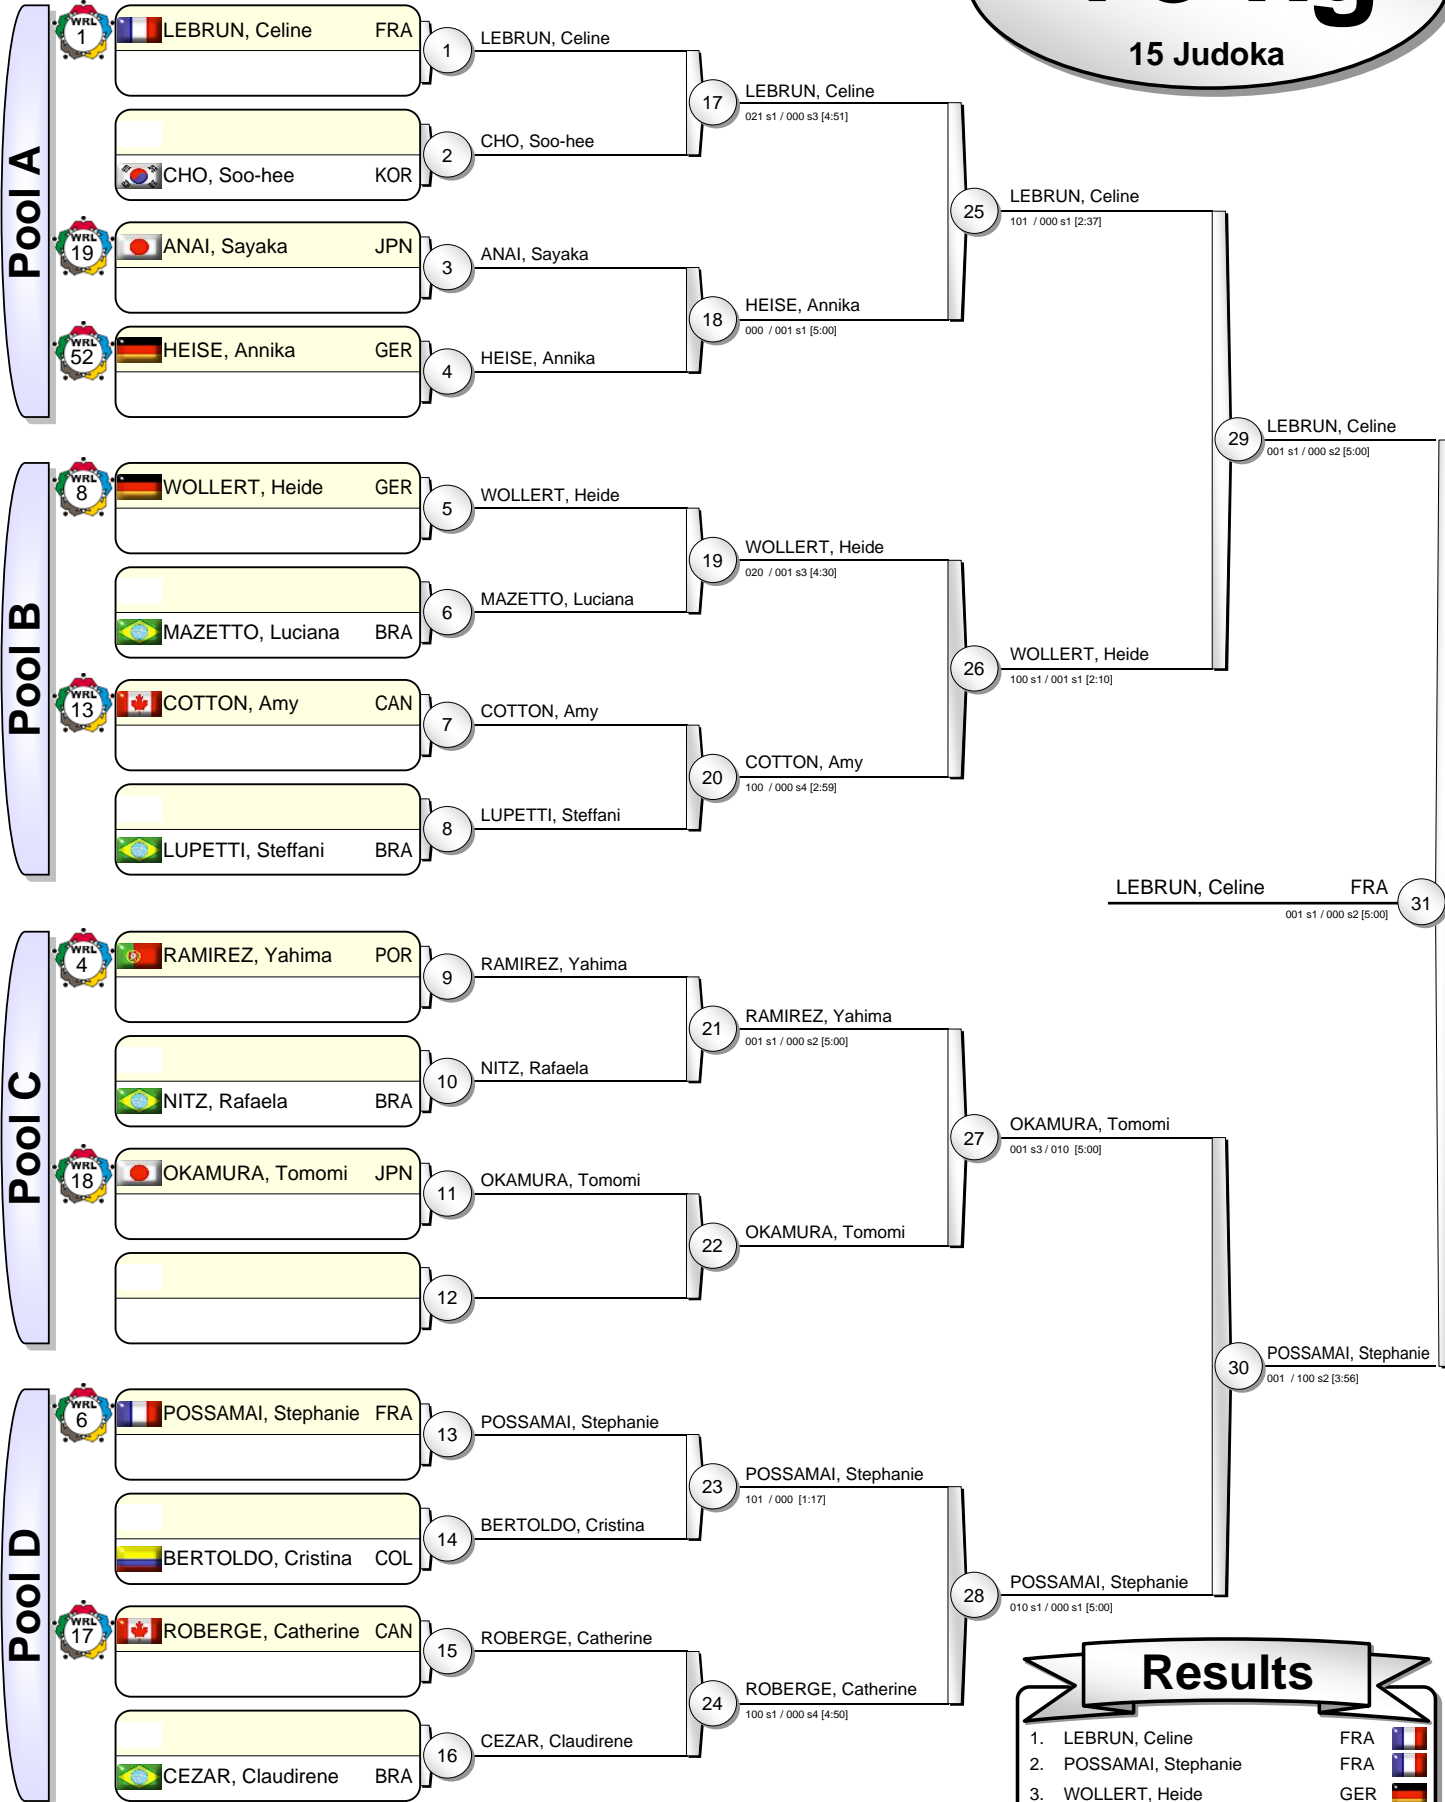 15 Judoka
Pool A
WRL
1
LEBRUN, Celine FRA
1
LEBRUN, Celine
2
CHO, Soo-hee
CHO, Soo-hee KOR
17
LEBRUN, Celine
021 s1 / 000 s3 [4:51]
WRL
19
ANAI, Sayaka JPN
3
ANAI, Sayaka
WRL
52
HEISE, Annika GER
4
HEISE, Annika
18
HEISE, Annika
000 / 001 s1 [5:00]
25
LEBRUN, Celine
101 / 000 s1 [2:37]
Pool B
WRL
8
WOLLERT, Heide GER
5
WOLLERT, Heide
6
MAZETTO, Luciana
MAZETTO, Luciana BRA
19
WOLLERT, Heide
020 / 001 s3 [4:30]
WRL
13
COTTON, Amy CAN
7
COTTON, Amy
8
LUPETTI, Steffani
LUPETTI, Steffani BRA
20
COTTON, Amy
100 / 000 s4 [2:59]
26
WOLLERT, Heide
100 s1 / 001 s1 [2:10]
29
LEBRUN, Celine
001 s1 / 000 s2 [5:00]
LEBRUN, Celine FRA
31
001 s1 / 000 s2 [5:00]
Pool C
WRL
4
RAMIREZ, Yahima POR
9
RAMIREZ, Yahima
10
NITZ, Rafaela
NITZ, Rafaela BRA
21
RAMIREZ, Yahima
001 s1 / 000 s2 [5:00]
WRL
18
OKAMURA, Tomomi JPN
11
OKAMURA, Tomomi
12
22
OKAMURA, Tomomi
27
OKAMURA, Tomomi
001 s3 / 010 [5:00]
Pool D
WRL
6
POSSAMAI, Stephanie FRA
13
POSSAMAI, Stephanie
14
BERTOLDO, Cristina
BERTOLDO, Cristina COL
23
POSSAMAI, Stephanie
101 / 000 [1:17]
WRL
17
ROBERGE, Catherine CAN
15
ROBERGE, Catherine
16
CEZAR, Claudirene
CEZAR, Claudirene BRA
24
ROBERGE, Catherine
100 s1 / 000 s4 [4:50]
28
POSSAMAI, Stephanie
010 s1 / 000 s1 [5:00]
30
POSSAMAI, Stephanie
001 / 100 s2 [3:56]
Results
1. LEBRUN, Celine FRA
2. POSSAMAI, Stephanie FRA
3. WOLLERT, Heide GER